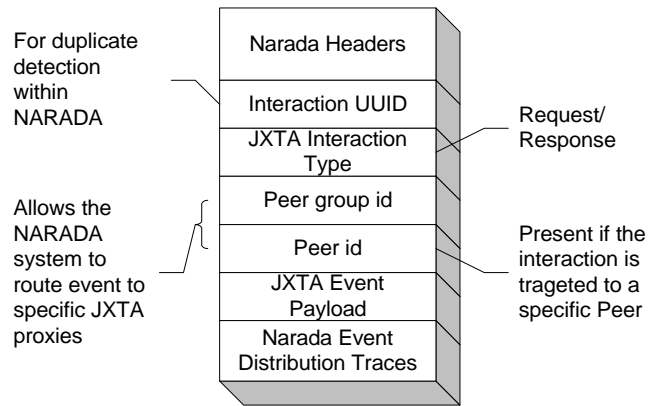 For duplicate
detection
within
NARADA
Allows the
NARADA
system to
route event to
specific JXTA
proxies
Narada Headers
Interaction UUID
JXTA Interaction
Type
Peer group id
Peer id
JXTA Event
Payload
Narada Event
Distribution Traces
Request/
Response
Present if the
interaction is
trageted to a
specific Peer